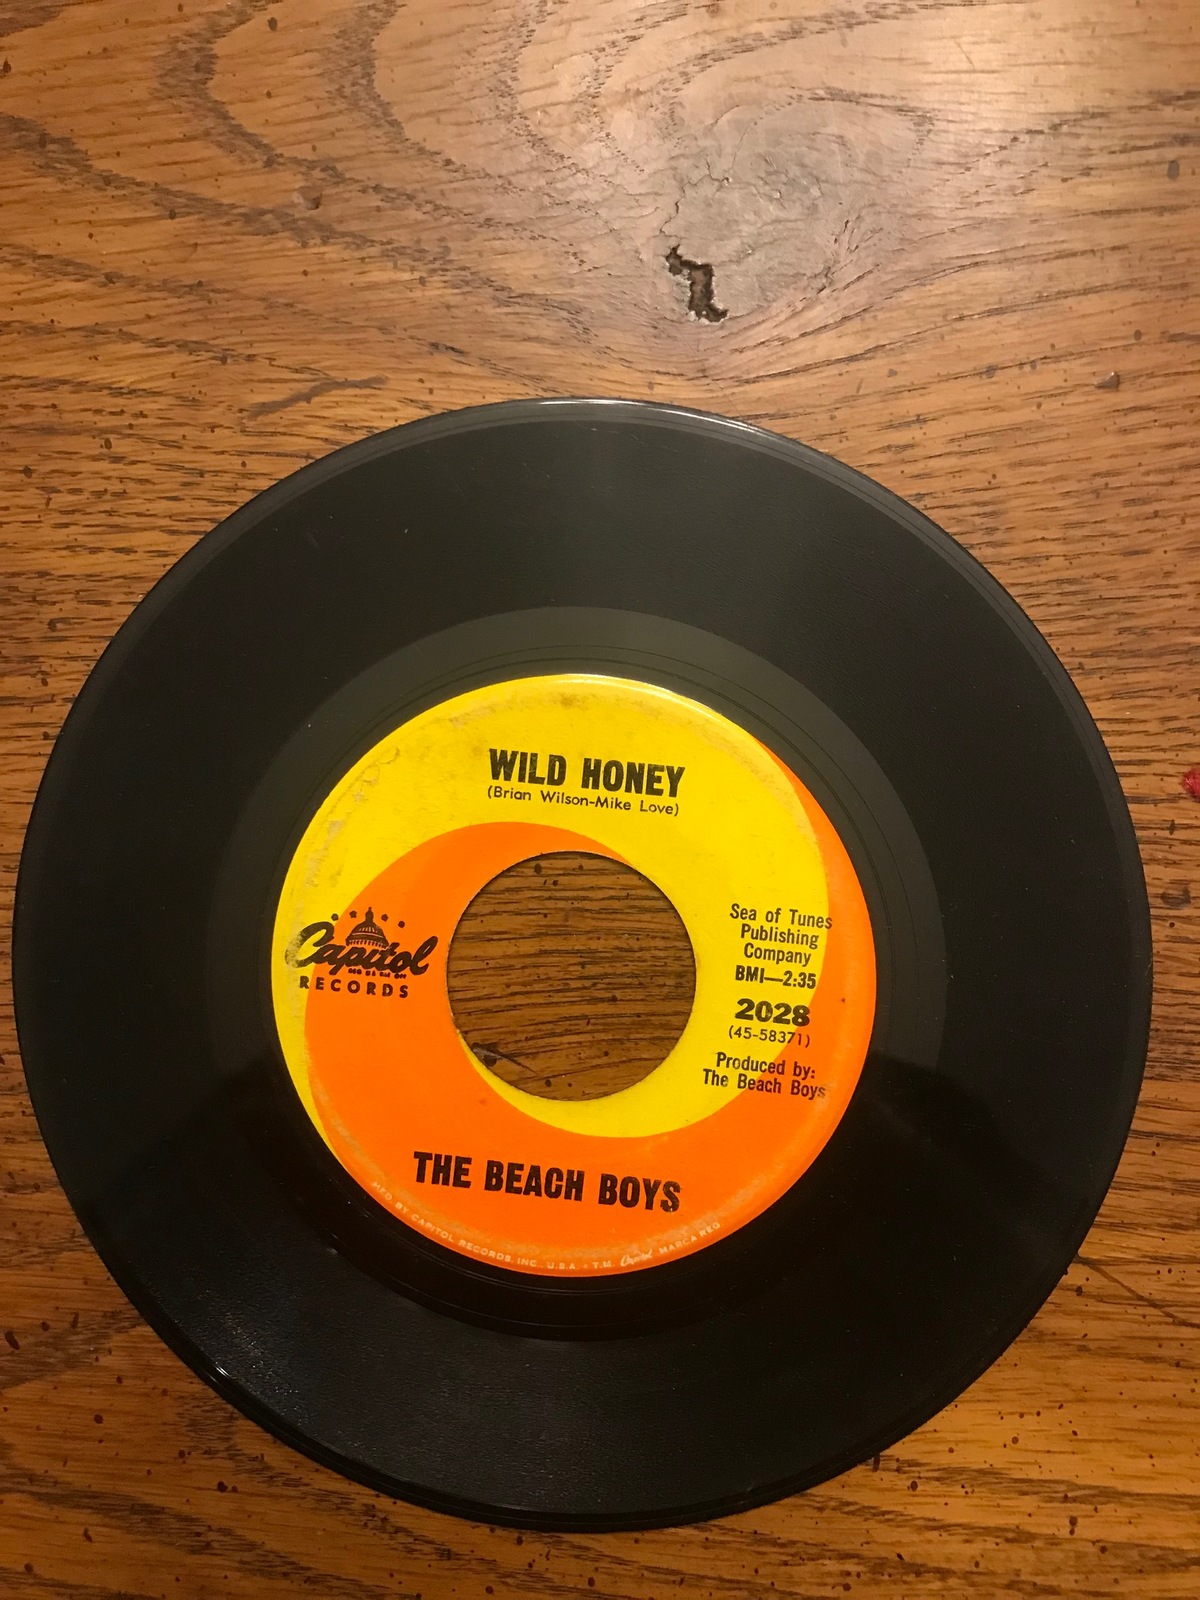 WILD HONEY
(Brian Wilson-Mike Love)
Capitol
RECORDS
Sea of Tunes
Publishing
Company
BMI—2:35
2028
(45-58371)
Produced by:
The Beach Boys
THE BEACH BOYS
MFD. BY CAPITOL RECORDS, INC., U.S.A. • T.M. Capitol MARCA REG.